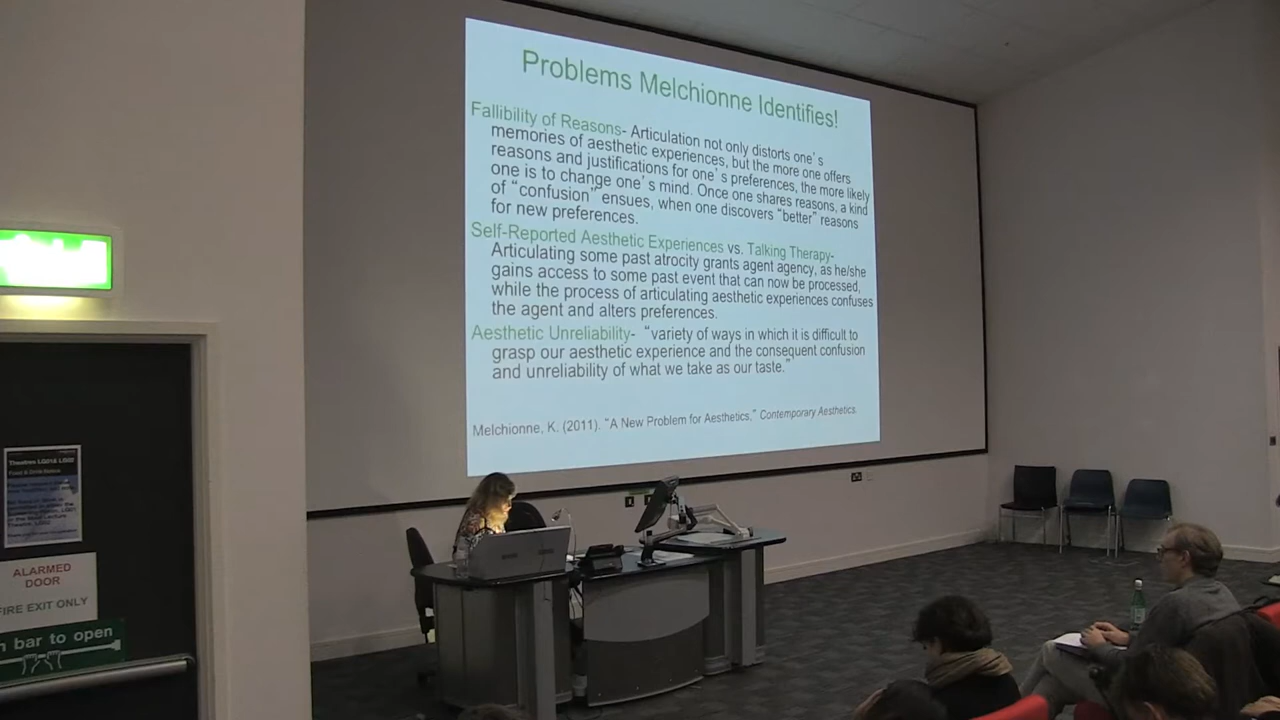 Problems Melchionne Identifies!
Fallibility of Reasons- Articulation not only distorts one's
memories of aesthetic experiences, but the more one offers
reasons and justifications for one's preferences, the more likely
one is to change one's mind. Once one shares reasons, a kind
of “confusion” ensues, when one discovers “better” reasons
for new preferences.
Self-Reported Aesthetic Experiences vs. Talking Therapy-
Articulating some past atrocity grants agent agency, as he/she
gains access to some past event that can now be processed,
while the process of articulating aesthetic experiences confuses
the agent and alters preferences.
Aesthetic Unreliability- “variety of ways in which it is difficult to
grasp our aesthetic experience and the consequent confusion
and unreliability of what we take as our taste.”
Melchionne, K. (2011). “A New Problem for Aesthetics,” Contemporary Aesthetics.
Theatres LG01 & LG02
ALARMED
DOOR
FIRE EXIT ONLY
bar to open